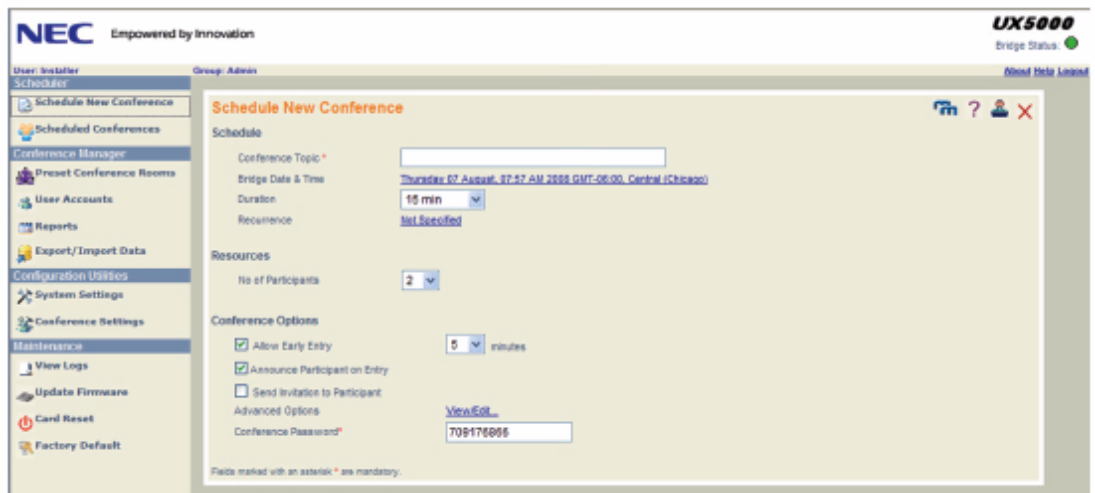 NEC Empowered by Innovation
UX5000
Bridge Status:
User: Installer Group: Admin About Help Logout
Scheduler
Schedule New Conference
Scheduled Conferences
Conference Manager
Preset Conference Rooms
User Accounts
Reports
Export/Import Data
Configuration Utilities
System Settings
Conference Settings
Maintenance
View Logs
Update Firmware
Card Reset
Factory Default
Schedule New Conference ?
Schedule
Conference Topic *
Bridge Date & Time Thursday 07 August, 07:57 AM 2008 GMT-06:00, Central (Chicago)
Duration 15 min
Recurrence Not Specified
Resources
No of Participants 2
Conference Options
Allow Early Entry 5 minutes
Announce Participant on Entry
Send Invitation to Participant
Advanced Options View/Edit...
Conference Password*
Fields marked with an asterisk * are mandatory.